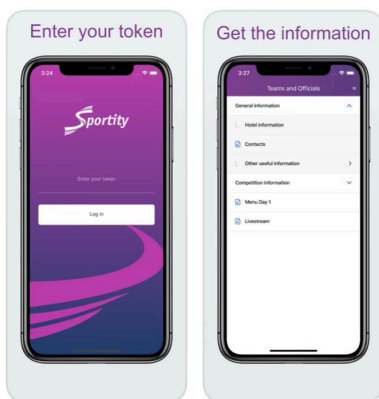 Enter your token
3:24
Sportity
Enter your token
Log in
Get the information
3:27
Teams and Officials
General information
Hotel information
Contacts
Other useful information
Competition information
Menu Day 1
Livestream